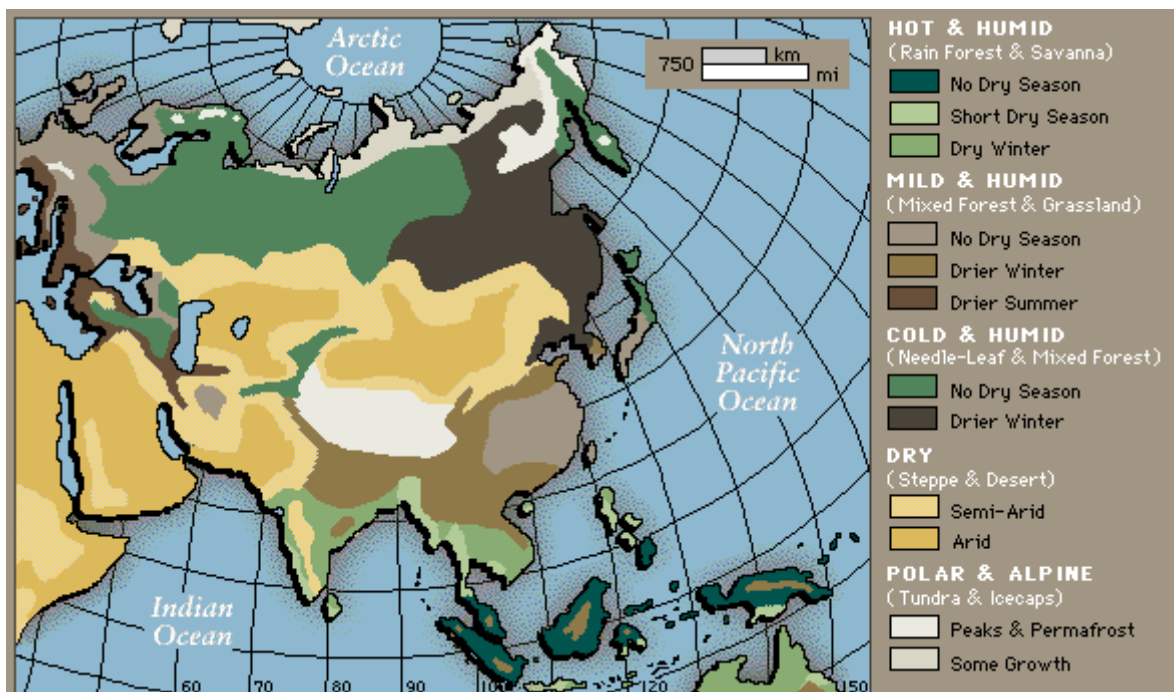 Arctic
Ocean
750 km
mi
North
Pacific
Ocean
Indian
Ocean
60 70 80 90 100 120 150
HOT & HUMID
(Rain Forest & Savanna)
No Dry Season
Short Dry Season
Dry Winter
MILD & HUMID
(Mixed Forest & Grassland)
No Dry Season
Drier Winter
Drier Summer
COLD & HUMID
(Needle-Leaf & Mixed Forest)
No Dry Season
Drier Winter
DRY
(Steppe & Desert)
Semi-Arid
Arid
POLAR & ALPINE
(Tundra & Icecaps)
Peaks & Permafrost
Some Growth